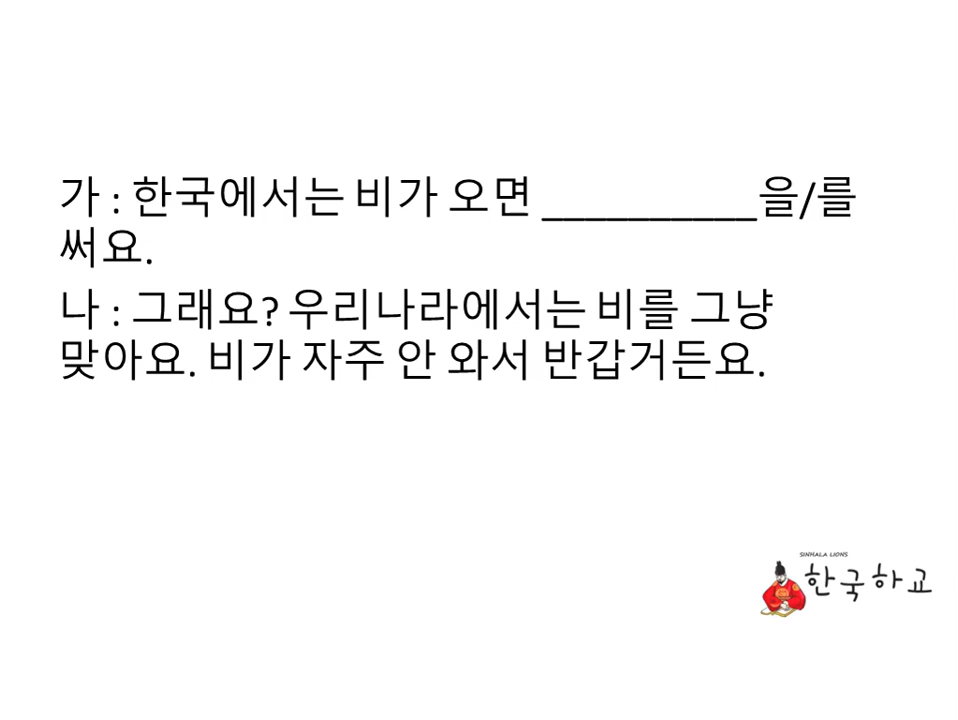 가 : 한국에서는 비가 오면 __________을/를
써요.
나 : 그래요? 우리나라에서는 비를 그냥
맞아요. 비가 자주 안 와서 반갑거든요.
SINHALA LIONS
한국하교